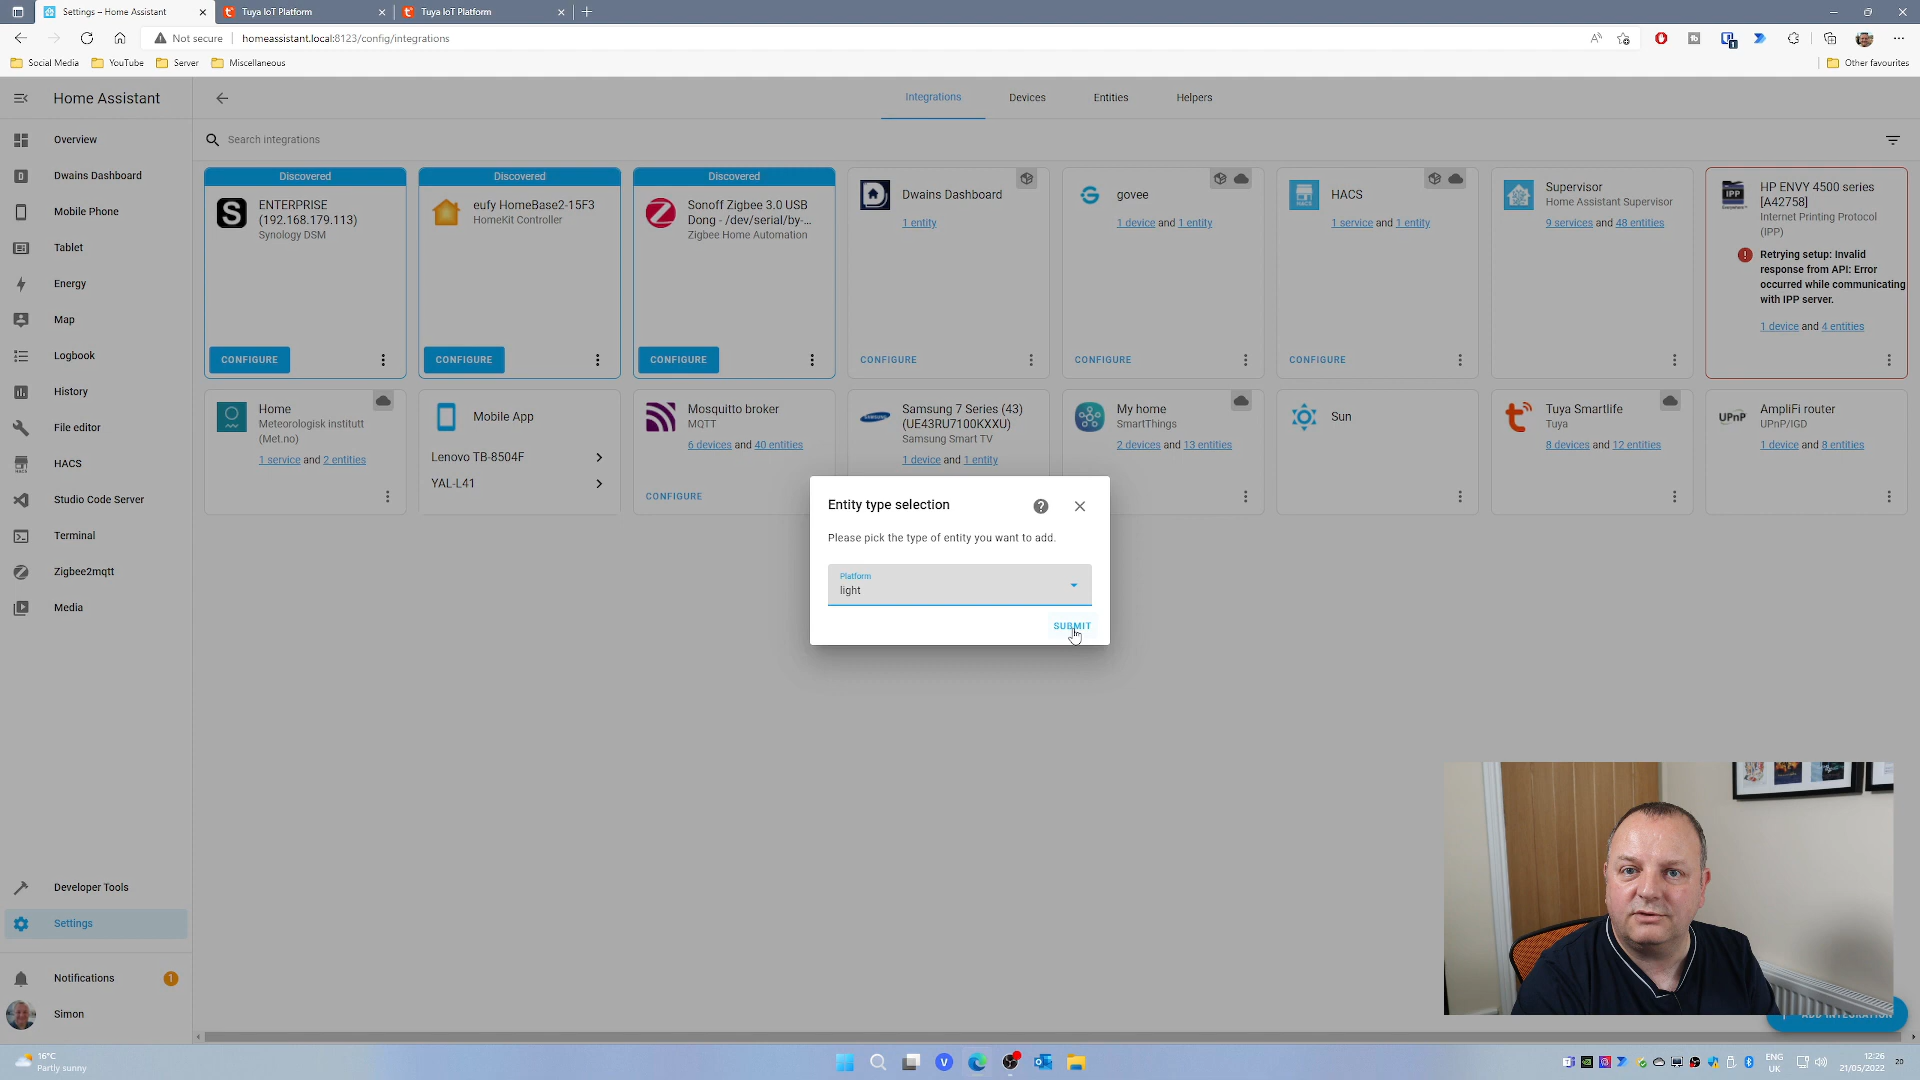 Settings – Home Assistant
Tuya IoT Platform
Tuya IoT Platform
Not secure
homeassistant.local:8123/config/integrations
Social Media
YouTube
Server
Miscellaneous
Other favourites
Home Assistant
Integrations
Devices
Entities
Helpers
Search integrations
Overview
Dwains Dashboard
Mobile Phone
Tablet
Energy
Map
Logbook
History
File editor
HACS
Studio Code Server
Terminal
Zigbee2mqtt
Media
Developer Tools
Settings
Notifications
1
Simon
Discovered
ENTERPRISE
(192.168.179.113)
Synology DSM
CONFIGURE
Discovered
eufy HomeBase2-15F3
HomeKit Controller
CONFIGURE
Discovered
Sonoff Zigbee 3.0 USB
Dong - /dev/serial/by-...
Zigbee Home Automation
CONFIGURE
Dwains Dashboard
1 entity
CONFIGURE
govee
1 device and 1 entity
CONFIGURE
HACS
1 service and 1 entity
CONFIGURE
Supervisor
Home Assistant Supervisor
9 services and 48 entities
IPP
HP ENVY 4500 series
[A42758]
Internet Printing Protocol
(IPP)
Retrying setup: Invalid
response from API: Error
occurred while communicating
with IPP server.
1 device and 4 entities
Home
Meteorologisk institutt
(Met.no)
1 service and 2 entities
Mobile App
Lenovo TB-8504F
YAL-L41
Mosquitto broker
MQTT
6 devices and 40 entities
CONFIGURE
SAMSUNG
Samsung 7 Series (43)
(UE43RU7100KXXU)
Samsung Smart TV
1 device and 1 entity
My home
SmartThings
2 devices and 13 entities
Sun
Tuya Smartlife
Tuya
8 devices and 12 entities
UPnP
AmpliFi router
UPnP/IGD
1 device and 8 entities
Entity type selection
Please pick the type of entity you want to add.
Platform
light
SUBMIT
ADD INTEGRATION
16°C
Partly sunny
ENG
UK
12:26
21/05/2022
20